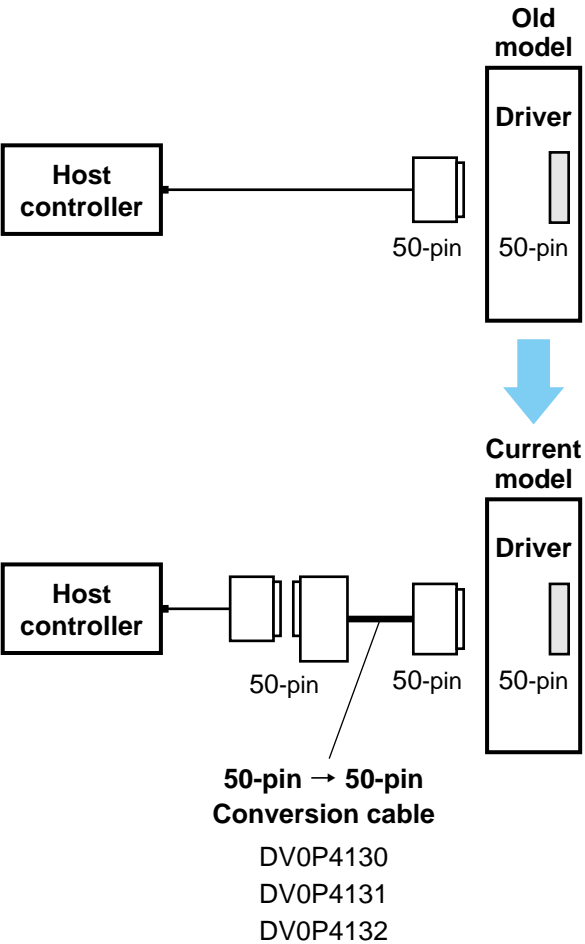 Old
model
Driver
Host
controller
50-pin
50-pin
Current
model
Driver
Host
controller
50-pin
50-pin
50-pin
50-pin → 50-pin
Conversion cable
DV0P4130
DV0P4131
DV0P4132